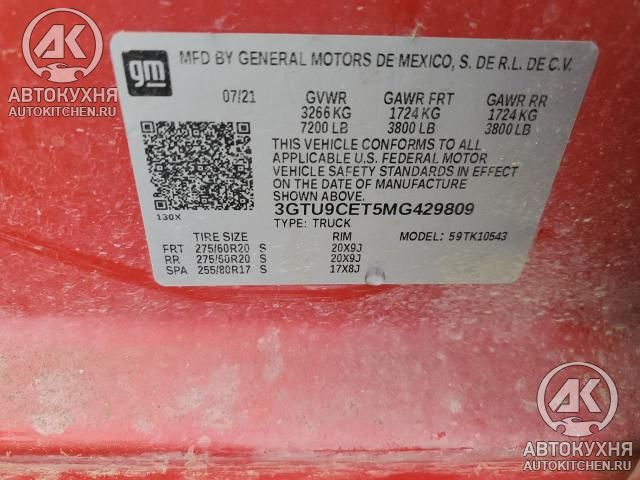 АВТОКУХНЯ
AUTOKITCHEN.RU
gm
MFD BY GENERAL MOTORS DE MEXICO, S. DE R.L. DE C.V.
07/21 GVWR GAWR FRT GAWR RR
3266 KG 1724 KG 1724 KG
7200 LB 3800 LB 3800 LB
THIS VEHICLE CONFORMS TO ALL
APPLICABLE U.S. FEDERAL MOTOR
VEHICLE SAFETY STANDARDS IN EFFECT
ON THE DATE OF MANUFACTURE
SHOWN ABOVE.
130X 3GTU9CET5MG429809
TYPE: TRUCK MODEL: 59TK10543
TIRE SIZE RIM
FRT 275/60R20 S 20X9J
RR 275/60R20 S 20X9J
SPA 255/80R17 S 17X8J
АК
АВТОКУХНЯ
AUTOKITCHEN.RU